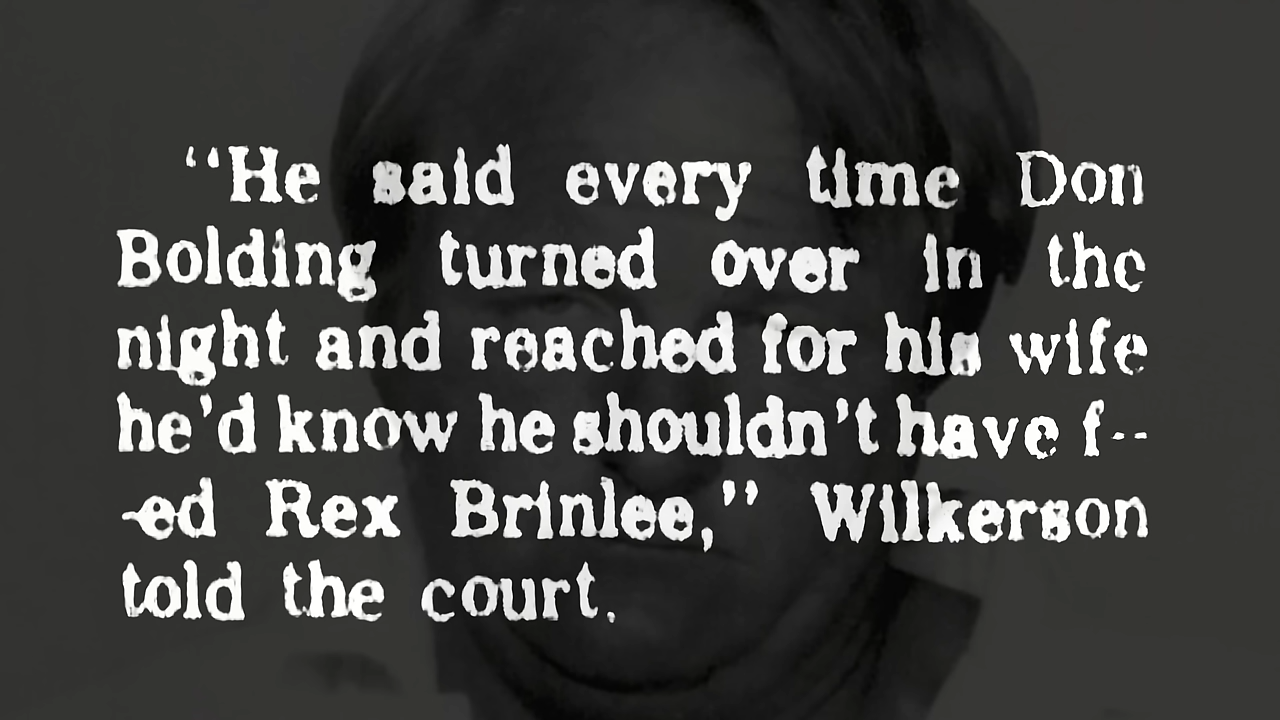 “He said every time Don
Bolding turned over in the
night and reached for his wife
he'd know he shouldn't have f--
-ed Rex Brinlee,” Wilkerson
told the court.